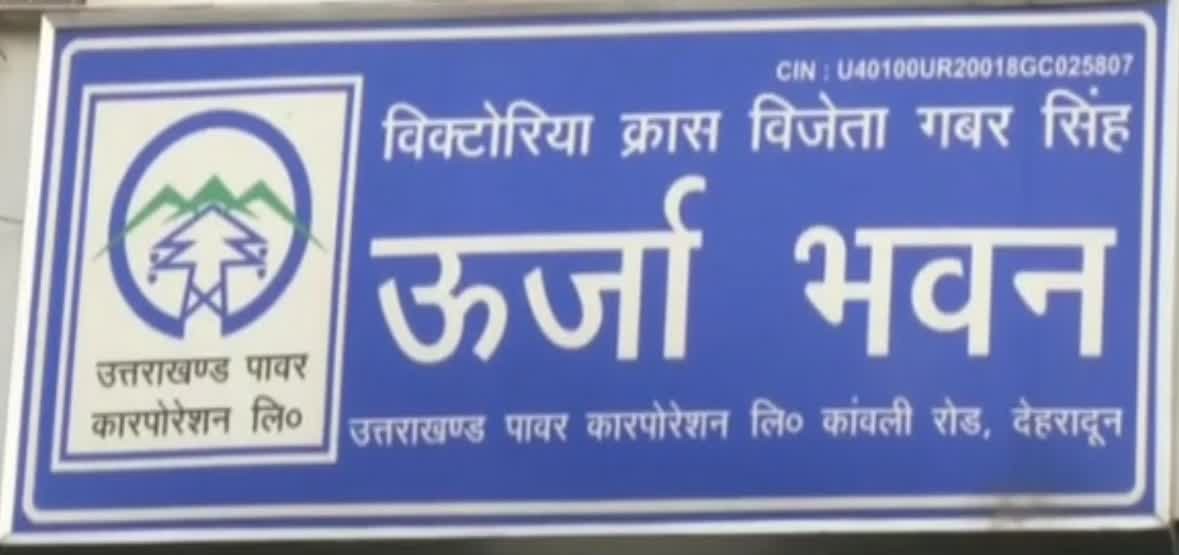 CIN : U40100UR20018GC025807
विक्टोरिया क्रास विजेता गबर सिंह
ऊर्जा भवन
उत्तराखण्ड पावर
कारपोरेशन लि०
उत्तराखण्ड पावर कारपोरेशन लि० कांवली रोड, देहरादून